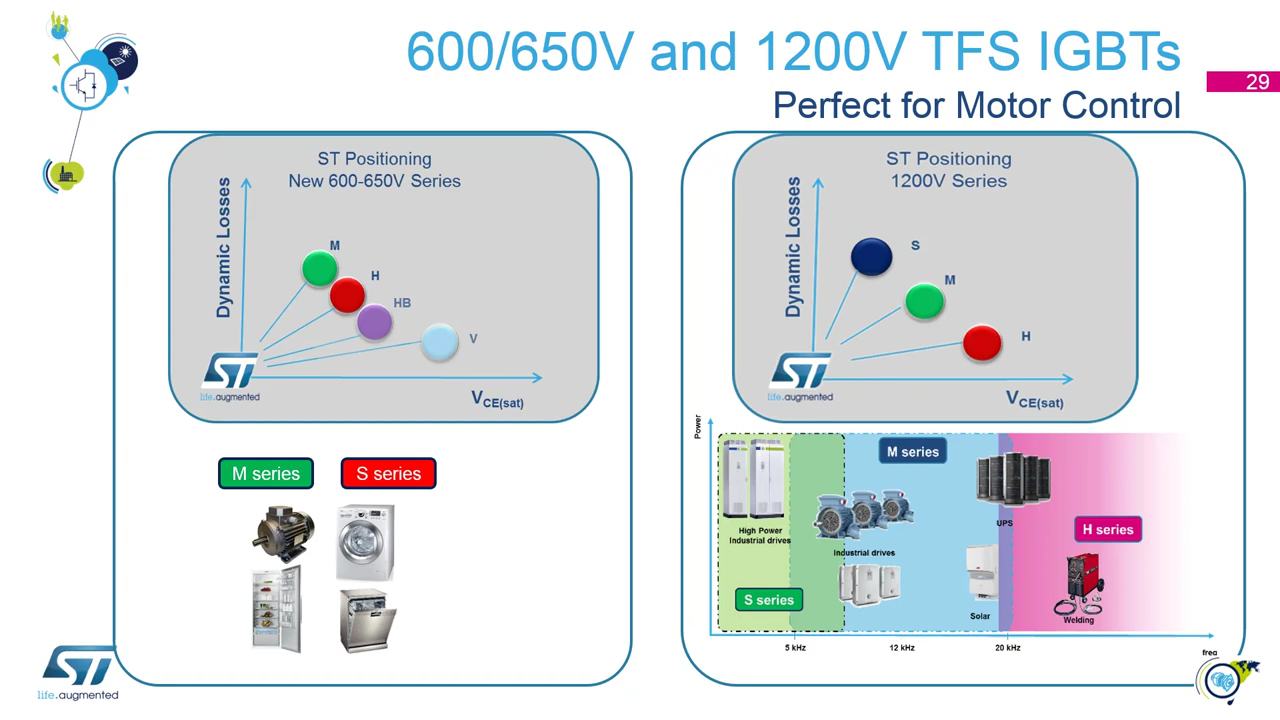 600/650V and 1200V TFS IGBTs
Perfect for Motor Control
29
ST Positioning
New 600-650V Series
Dynamic Losses
M
H
HB
V
ST
life.augmented
VCE(sat)
ST Positioning
1200V Series
Dynamic Losses
S
M
H
ST
life.augmented
VCE(sat)
M series
S series
Power
M series
High Power
Industrial drives
Industrial drives
UPS
H series
S series
Solar
Welding
5 kHz
12 kHz
20 kHz
freq
ST
life.augmented